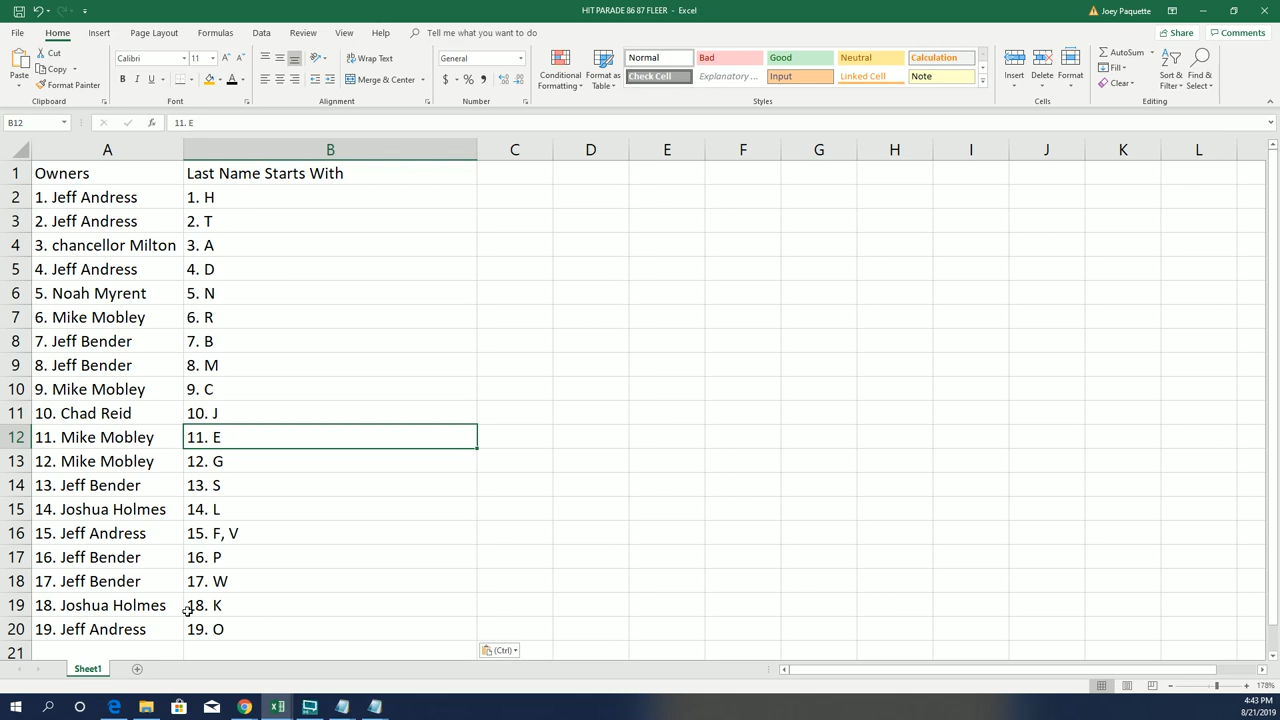 HIT PARADE 86 87 FLEER - Excel
Joey Paquette
File Home Insert Page Layout Formulas Data Review View Help Tell me what you want to do
Share Comments
Paste
Cut
Copy
Format Painter
Clipboard
Calibri 11
B I U
Font
Wrap Text
Merge & Center
Alignment
General
$ % ,
Number
Conditional Formatting
Format as Table
Normal Bad Good Neutral Calculation
Check Cell Explanatory ... Input Linked Cell Note
Styles
Insert Delete Format
Cells
AutoSum
Fill
Clear
Sort & Filter
Find & Select
Editing
B12 fx 11. E
A B C D E F G H I J K L
1 Owners Last Name Starts With
2 1. Jeff Andress 1. H
3 2. Jeff Andress 2. T
4 3. chancellor Milton 3. A
5 4. Jeff Andress 4. D
6 5. Noah Myrent 5. N
7 6. Mike Mobley 6. R
8 7. Jeff Bender 7. B
9 8. Jeff Bender 8. M
10 9. Mike Mobley 9. C
11 10. Chad Reid 10. J
12 11. Mike Mobley 11. E
13 12. Mike Mobley 12. G
14 13. Jeff Bender 13. S
15 14. Joshua Holmes 14. L
16 15. Jeff Andress 15. F, V
17 16. Jeff Bender 16. P
18 17. Jeff Bender 17. W
19 18. Joshua Holmes 18. K
20 19. Jeff Andress 19. O
21
(Ctrl)
Sheet1
178%
4:43 PM
8/21/2019